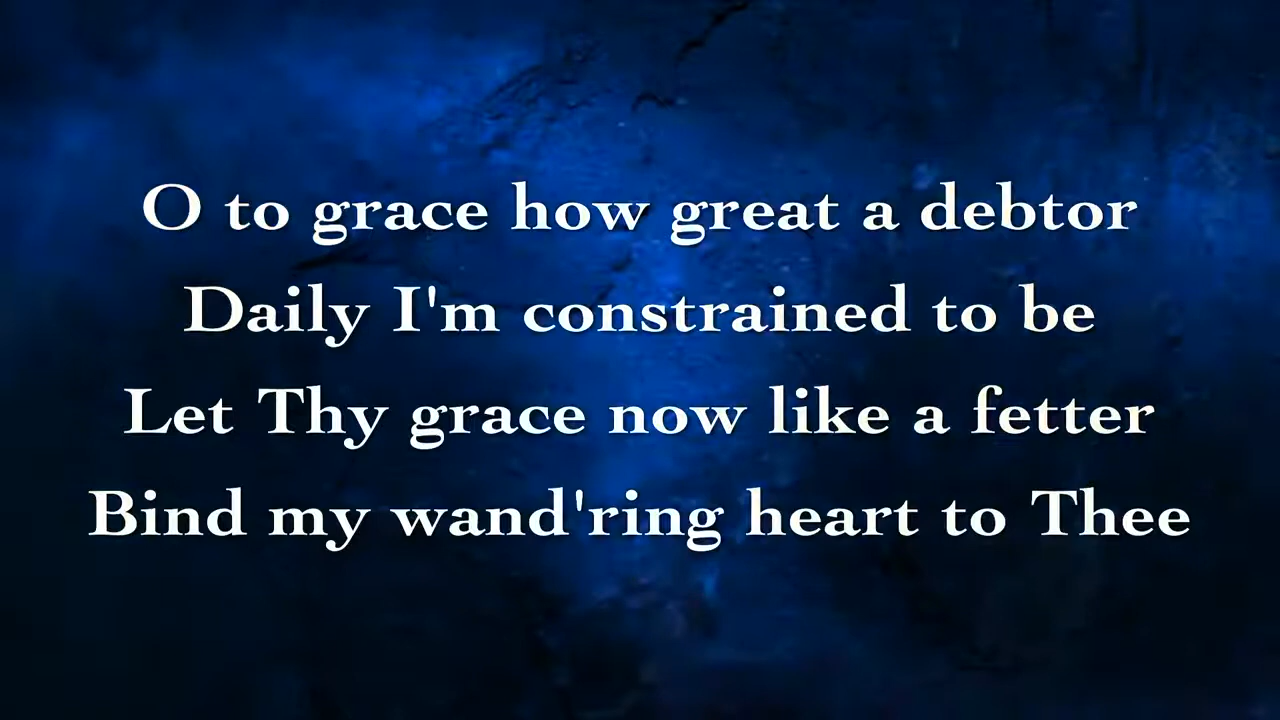 O to grace how great a debtor
Daily I'm constrained to be
Let Thy grace now like a fetter
Bind my wand'ring heart to Thee